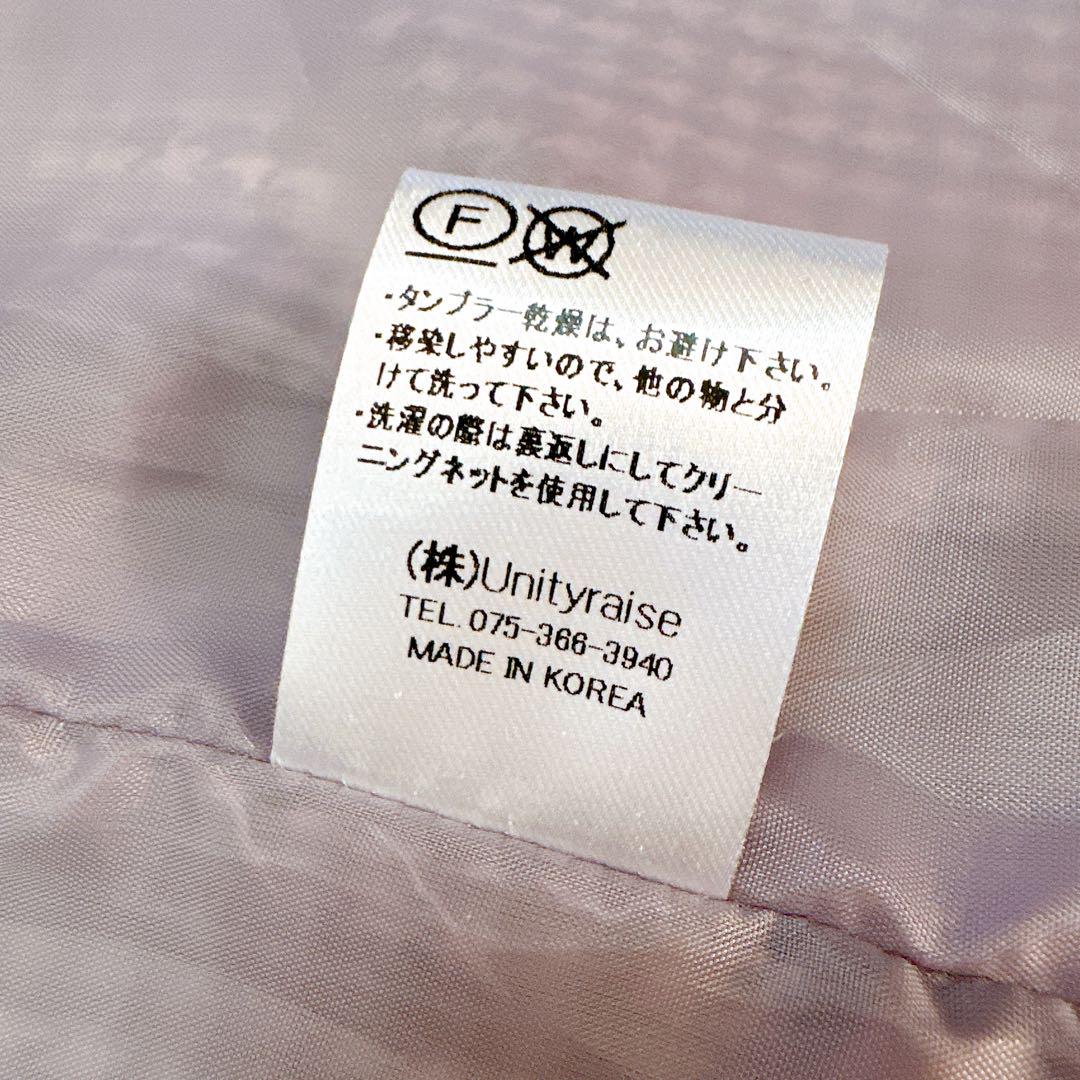 F W
・タンブラー乾燥は、お避け下さい。
・移染しやすいので、他の物と分
けて洗って下さい。
・洗濯の際は裏返しにしてクリー
ニングネットを使用して下さい。
(株)Unityraise
TEL.075-366-3940
MADE IN KOREA